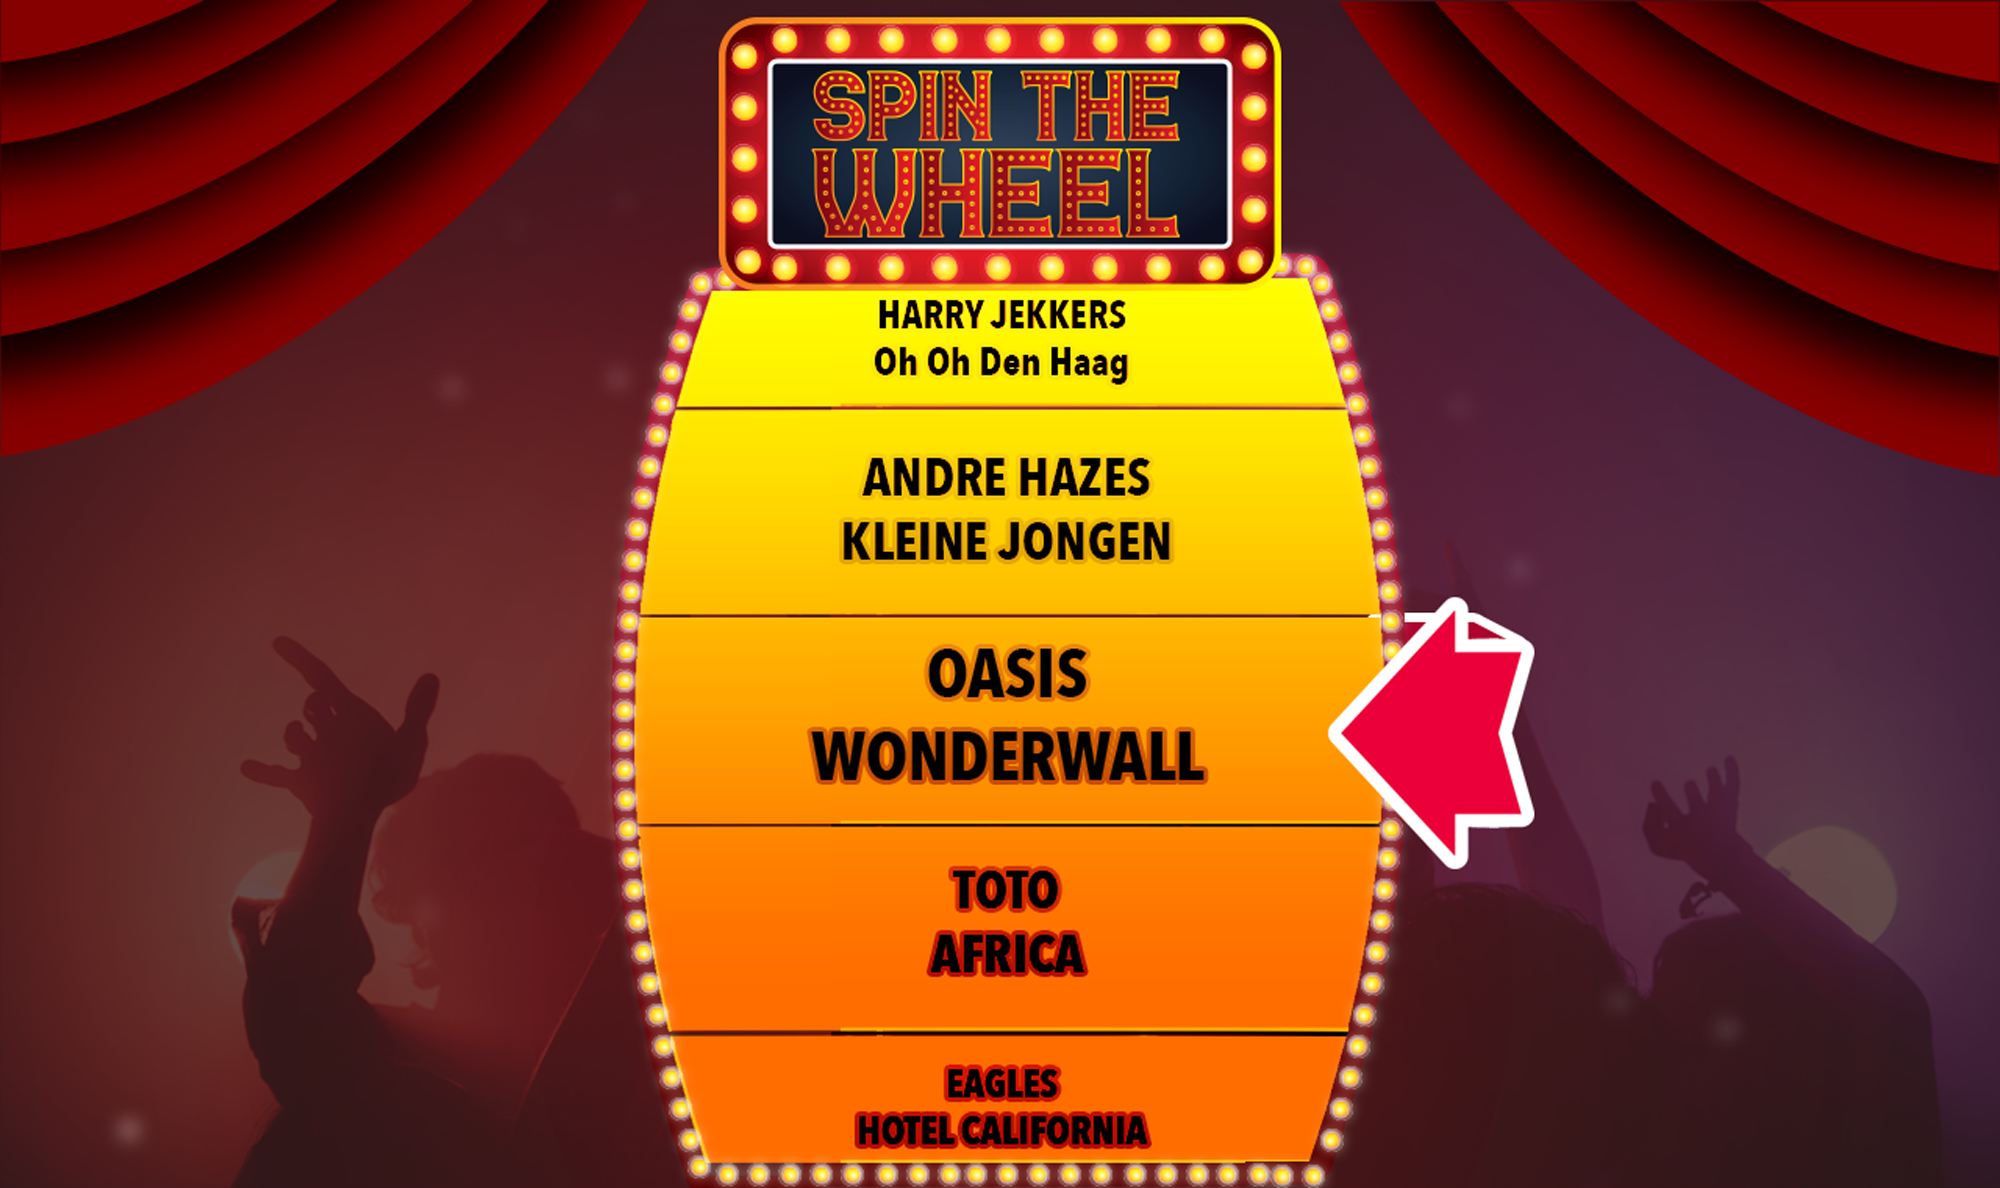 SPIN THE
WHEEL
HARRY JEKKERS
Oh Oh Den Haag
ANDRE HAZES
KLEINE JONGEN
OASIS
WONDERWALL
TOTO
AFRICA
EAGLES
HOTEL CALIFORNIA